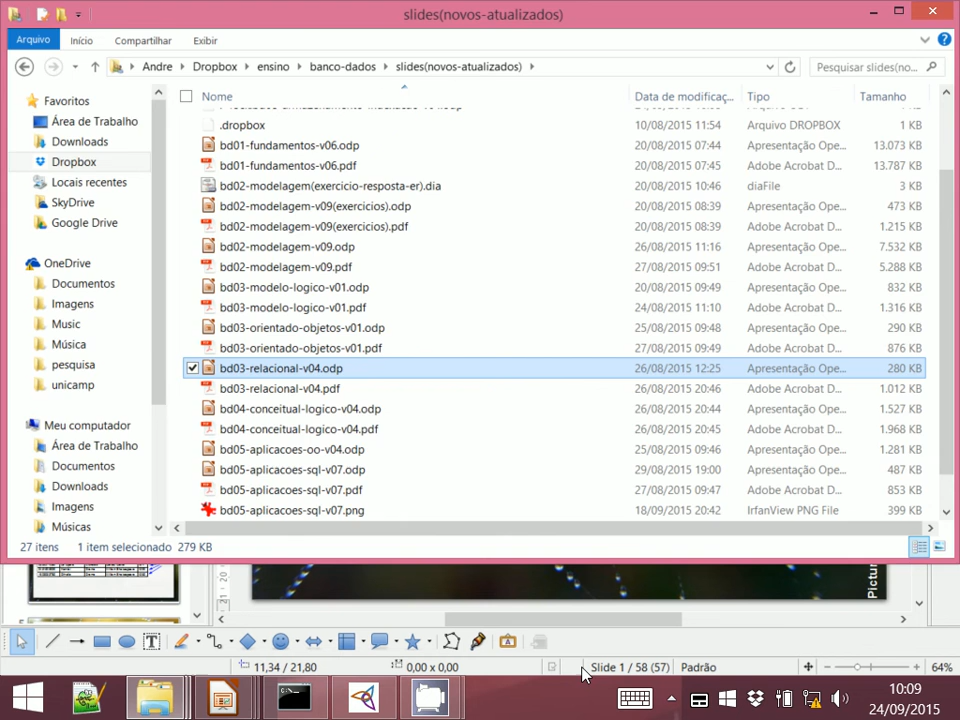 slides(novos-atualizados)
Arquivo Início Compartilhar Exibir
Andre Dropbox ensino banco-dados slides(novos-atualizados)
Pesquisar slides(no...
Nome Data de modificaç... Tipo Tamanho
.dropbox 10/08/2015 11:54 Arquivo DROPBOX 1 KB
bd01-fundamentos-v06.odp 20/08/2015 07:44 Apresentação Ope... 13.073 KB
bd01-fundamentos-v06.pdf 20/08/2015 07:45 Adobe Acrobat D... 13.787 KB
bd02-modelagem(exercicio-resposta-er).dia 20/08/2015 10:46 diaFile 3 KB
bd02-modelagem-v09(exercicios).odp 20/08/2015 08:39 Apresentação Ope... 473 KB
bd02-modelagem-v09(exercicios).pdf 20/08/2015 08:39 Adobe Acrobat D... 1.215 KB
bd02-modelagem-v09.odp 26/08/2015 11:16 Apresentação Ope... 7.532 KB
bd02-modelagem-v09.pdf 27/08/2015 09:51 Adobe Acrobat D... 5.288 KB
bd03-modelo-logico-v01.odp 20/08/2015 09:49 Apresentação Ope... 832 KB
bd03-modelo-logico-v01.pdf 24/08/2015 11:10 Adobe Acrobat D... 1.316 KB
bd03-orientado-objetos-v01.odp 25/08/2015 09:48 Apresentação Ope... 290 KB
bd03-orientado-objetos-v01.pdf 27/08/2015 09:49 Adobe Acrobat D... 876 KB
bd03-relacional-v04.odp 26/08/2015 12:25 Apresentação Ope... 280 KB
bd03-relacional-v04.pdf 26/08/2015 20:46 Adobe Acrobat D... 1.012 KB
bd04-conceitual-logico-v04.odp 26/08/2015 20:44 Apresentação Ope... 1.527 KB
bd04-conceitual-logico-v04.pdf 26/08/2015 20:45 Adobe Acrobat D... 1.968 KB
bd05-aplicacoes-oo-v04.odp 25/08/2015 09:46 Apresentação Ope... 1.281 KB
bd05-aplicacoes-sql-v07.odp 29/08/2015 19:00 Apresentação Ope... 487 KB
bd05-aplicacoes-sql-v07.pdf 27/08/2015 09:47 Adobe Acrobat D... 853 KB
bd05-aplicacoes-sql-v07.png 18/09/2015 20:42 IrfanView PNG File 399 KB
Favoritos
Área de Trabalho
Downloads
Dropbox
Locais recentes
SkyDrive
Google Drive
OneDrive
Documentos
Imagens
Music
Música
pesquisa
unicamp
Meu computador
Área de Trabalho
Documentos
Downloads
Imagens
Músicas
27 itens 1 item selecionado 279 KB
Pictur
11,34 / 21,80 0,00 x 0,00 Slide 1 / 58 (57) Padrão 64%
10:09
24/09/2015